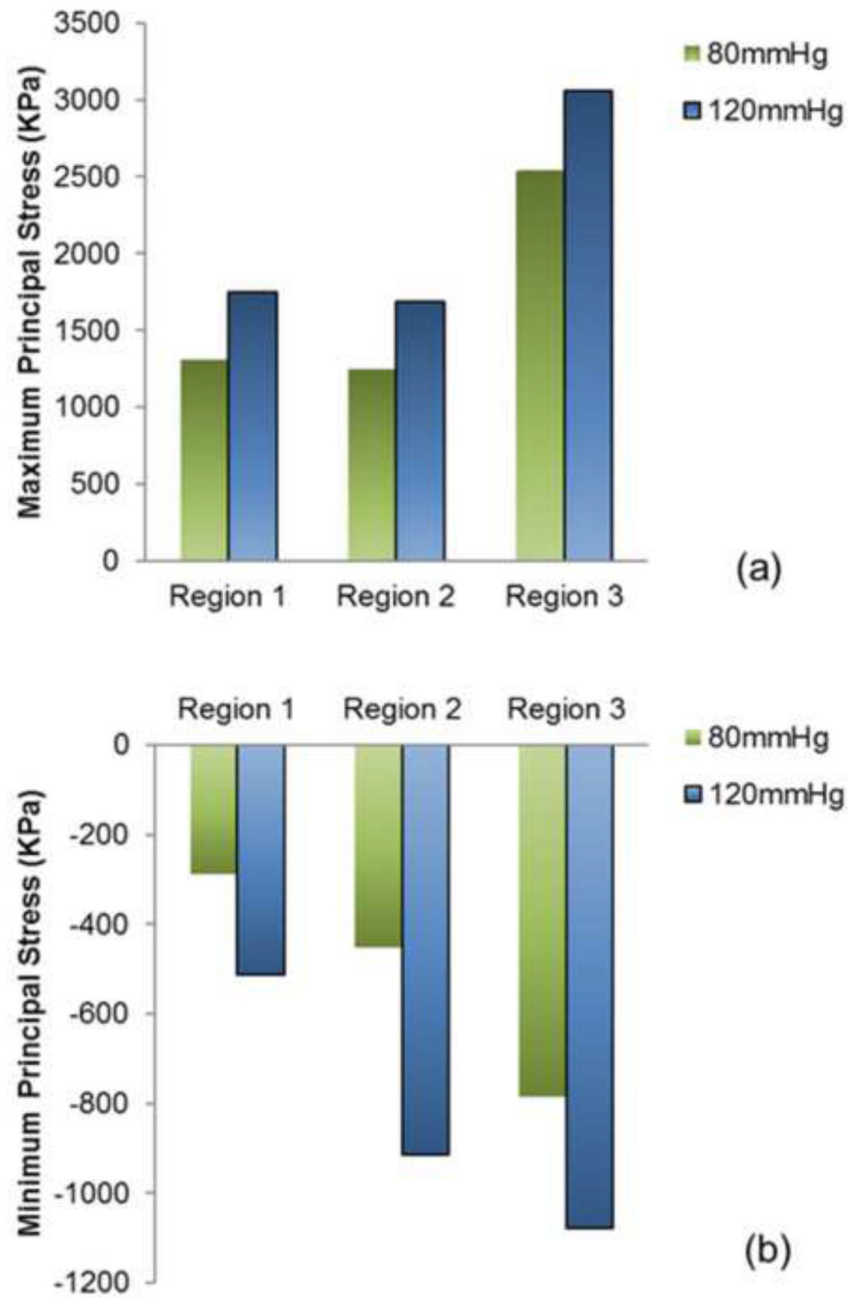 Maximum Principal Stress (KPa)
3500
3000
2500
2000
1500
1000
500
0
Region 1 Region 2 Region 3
80mmHg
120mmHg
(a)
Minimum Principal Stress (KPa)
Region 1 Region 2 Region 3
0
-200
-400
-600
-800
-1000
-1200
80mmHg
120mmHg
(b)